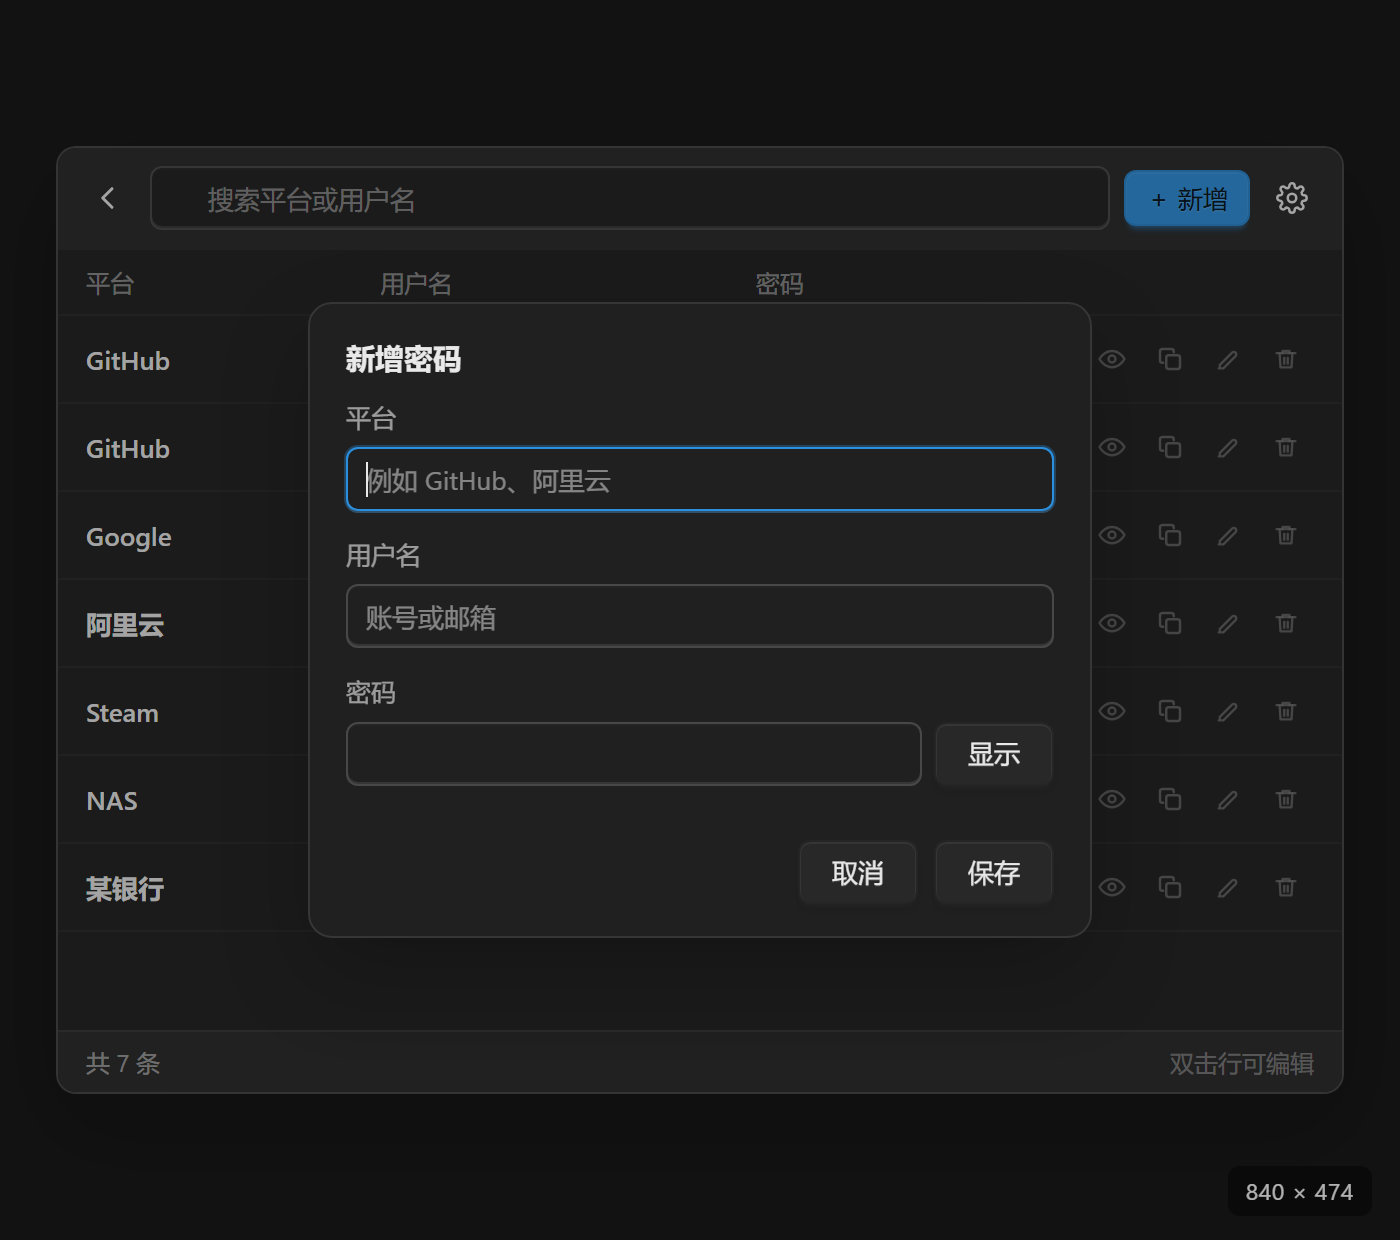 搜索平台或用户名
+ 新增
平台 用户名 密码
GitHub
GitHub
Google
阿里云
Steam
NAS
某银行
新增密码
平台
例如 GitHub、阿里云
用户名
账号或邮箱
密码
显示
取消 保存
共 7 条 双击行可编辑
840 × 474